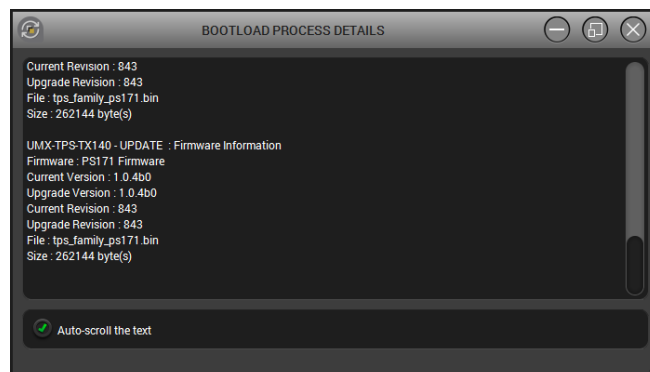 BOOTLOAD PROCESS DETAILS
Current Revision : 843
Upgrade Revision : 843
File : tps_family_ps171.bin
Size : 262144 byte(s)
UMX-TPS-TX140 - UPDATE : Firmware Information
Firmware : PS171 Firmware
Current Version : 1.0.4b0
Upgrade Version : 1.0.4b0
Current Revision : 843
Upgrade Revision : 843
File : tps_family_ps171.bin
Size : 262144 byte(s)
Auto-scroll the text